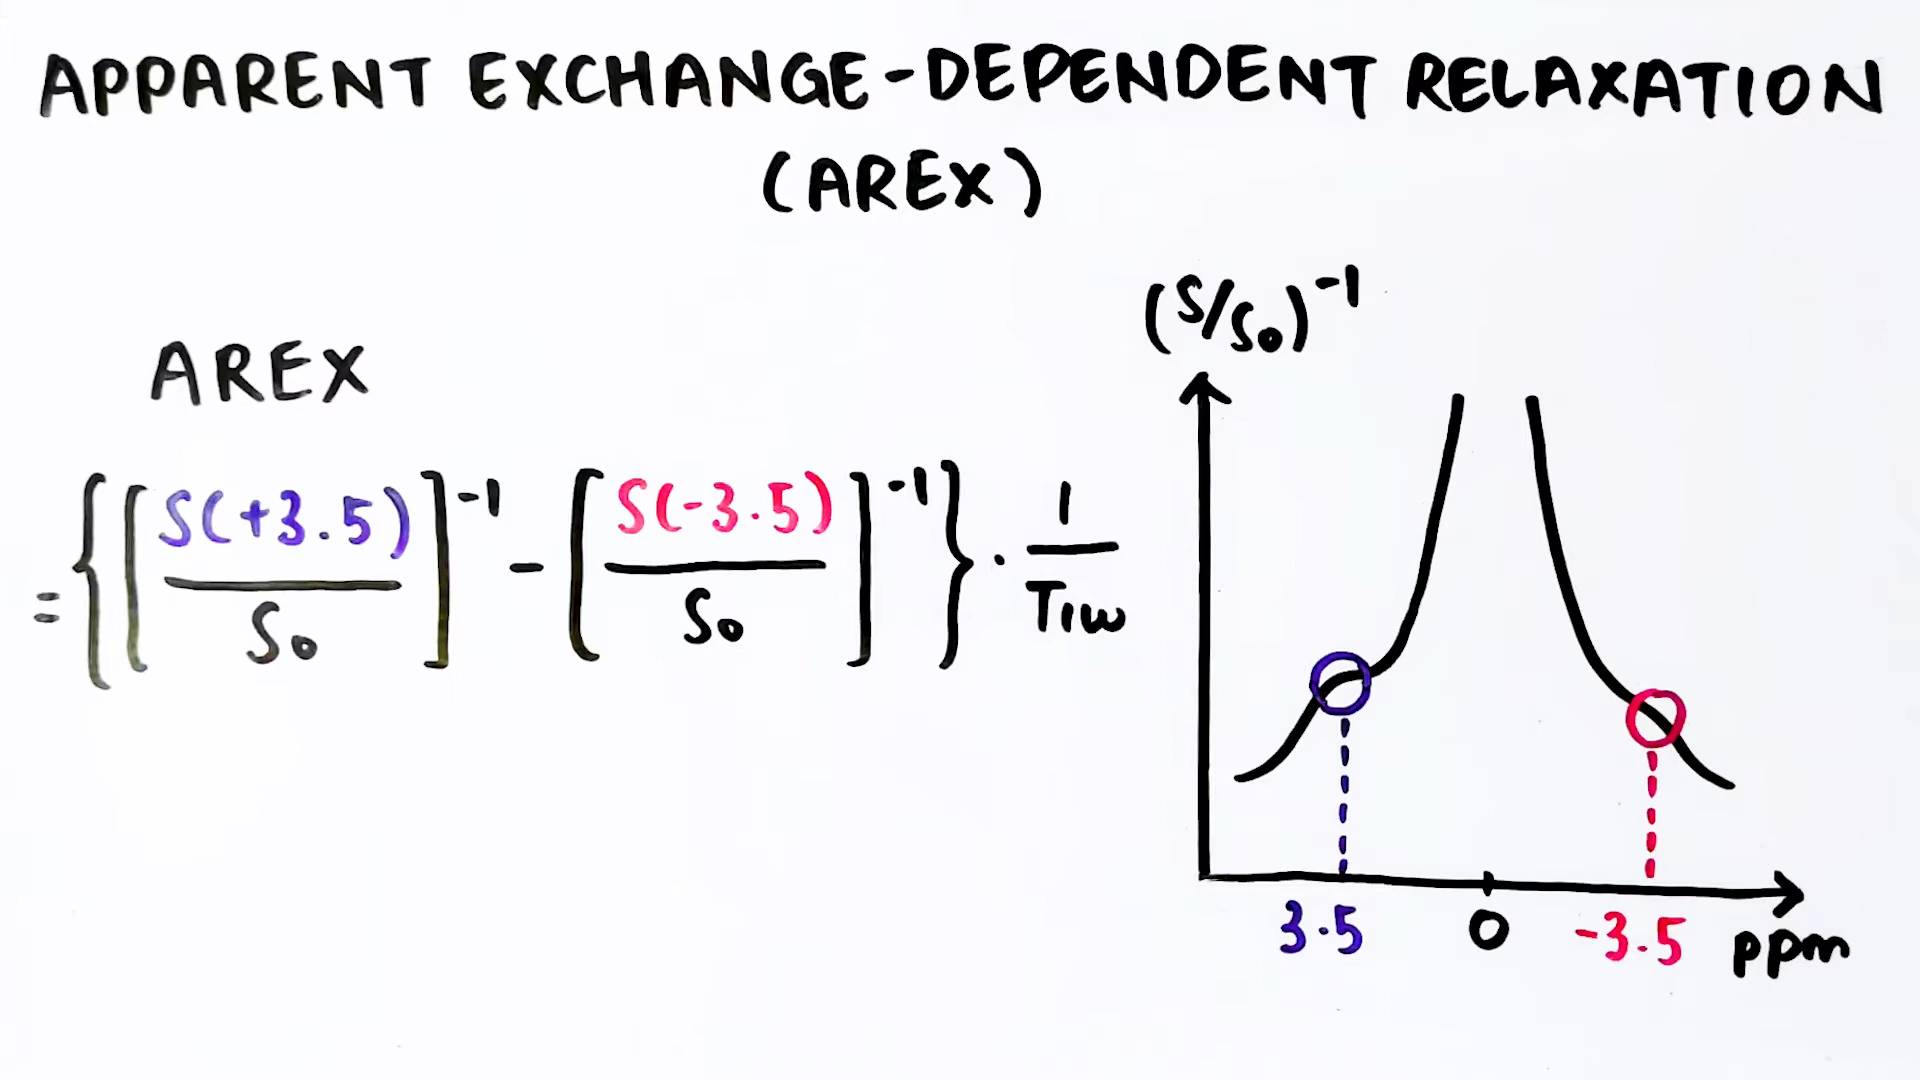 APPARENT EXCHANGE-DEPENDENT RELAXATION
(AREX)
AREX
= { [ S(+3.5) / S₀ ]⁻¹ - [ S(-3.5) / S₀ ]⁻¹ } · 1 / T₁w
(S/S₀)⁻¹
3.5 0 -3.5 ppm